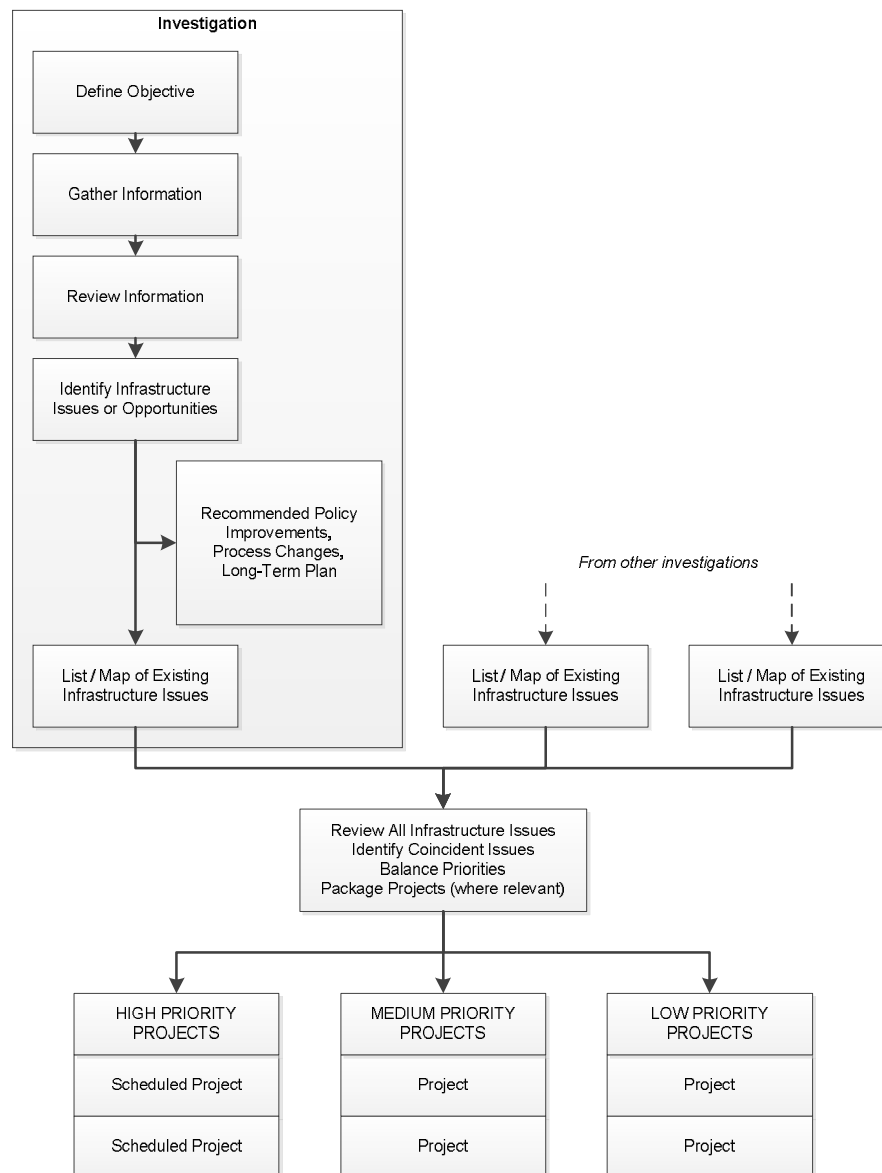 Investigation
Define Objective
Gather Information
Review Information
Identify Infrastructure
Issues or Opportunities
Recommended Policy
Improvements,
Process Changes,
Long-Term Plan
From other investigations
List / Map of Existing
Infrastructure Issues
List / Map of Existing
Infrastructure Issues
List / Map of Existing
Infrastructure Issues
Review All Infrastructure Issues
Identify Coincident Issues
Balance Priorities
Package Projects (where relevant)
HIGH PRIORITY
PROJECTS
MEDIUM PRIORITY
PROJECTS
LOW PRIORITY
PROJECTS
Scheduled Project
Project
Project
Scheduled Project
Project
Project